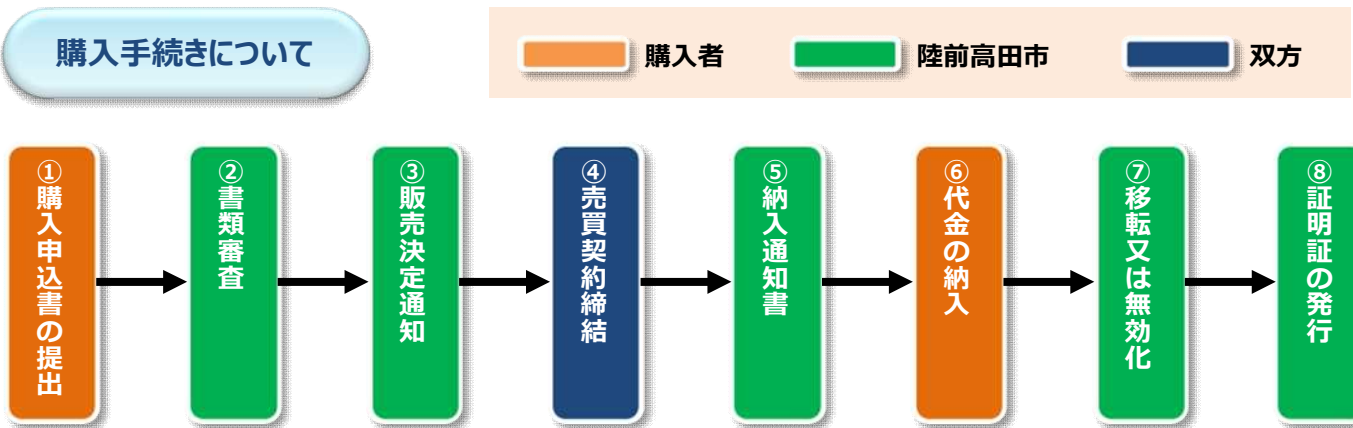 購入手続きについて
購入者
陸前高田市
双方
①購入申込書の提出
②書類審査
③販売決定通知
④売買契約締結
⑤納入通知書
⑥代金の納入
⑦移転又は無効化
⑧証明証の発行